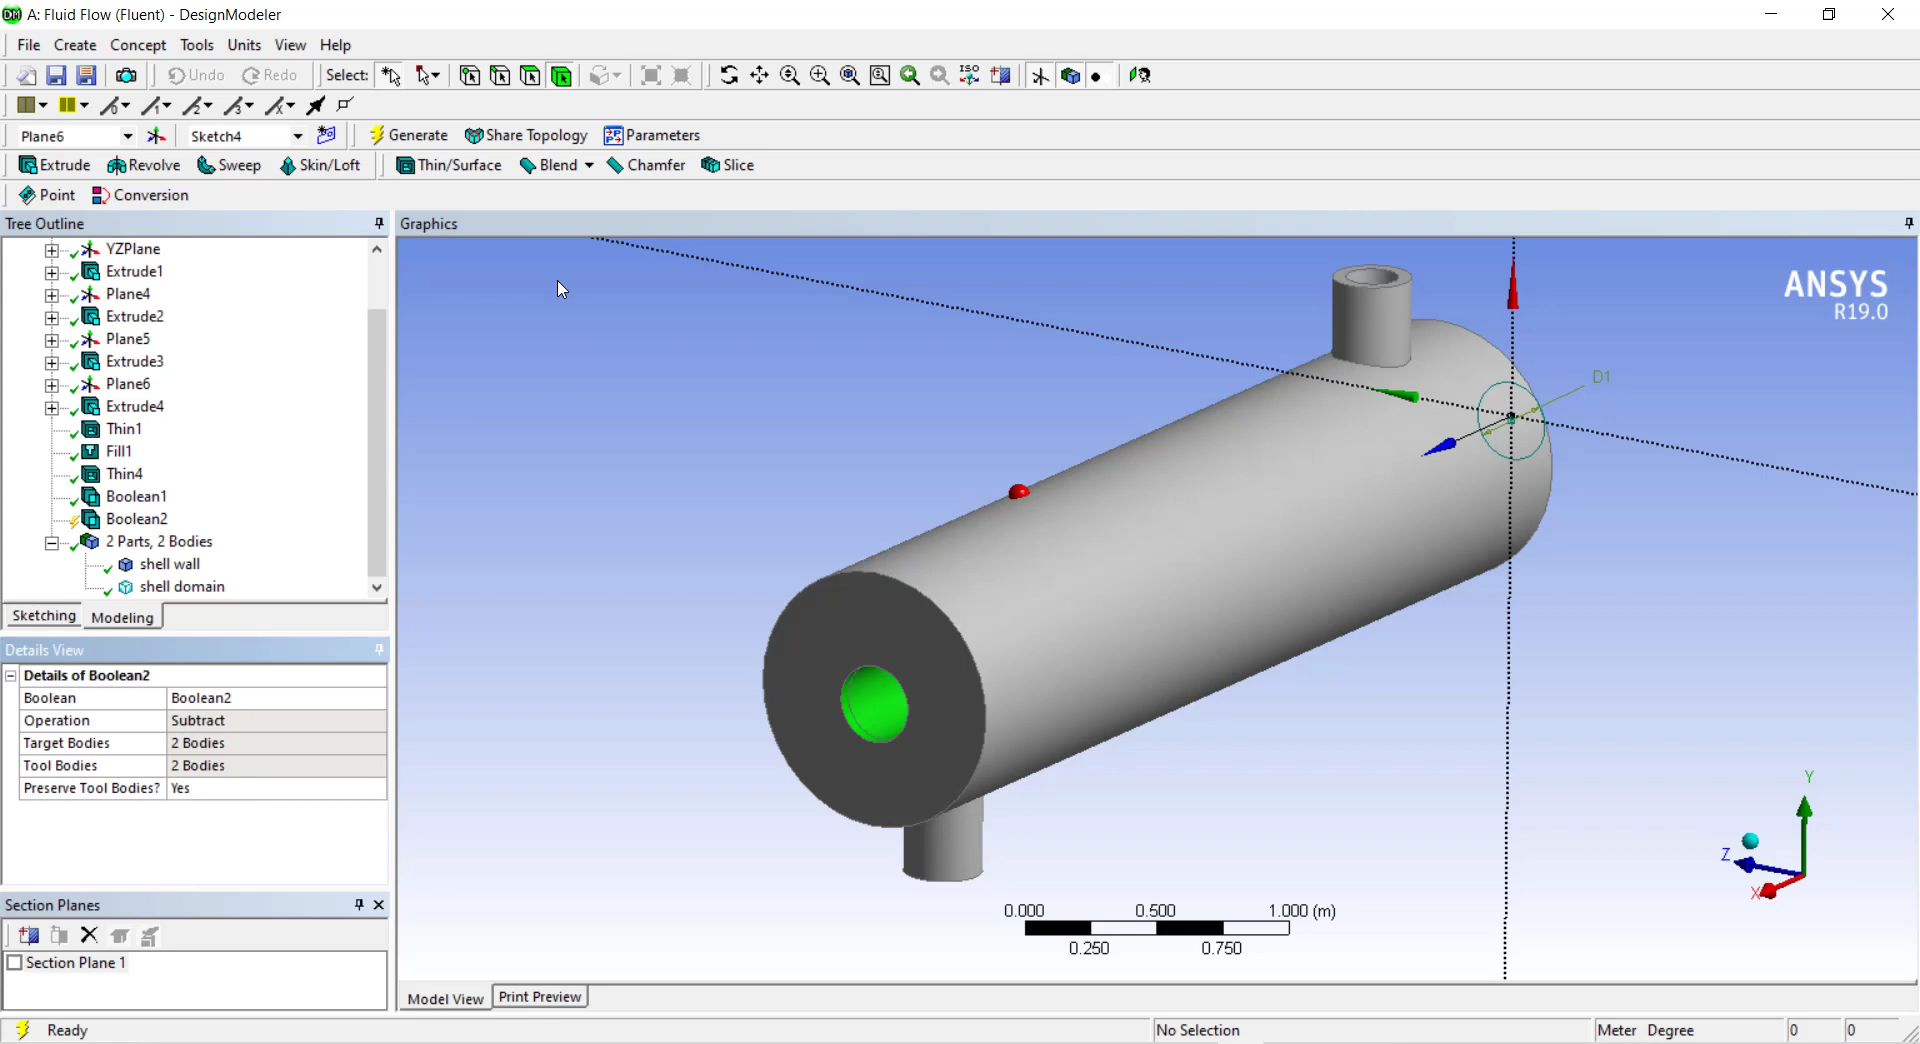 A: Fluid Flow (Fluent) - DesignModeler
File Create Concept Tools Units View Help
Undo Redo Select: ISO
Plane6 Sketch4 Generate Share Topology Parameters
Extrude Revolve Sweep Skin/Loft Thin/Surface Blend Chamfer Slice
Point Conversion
Tree Outline
YZPlane
Extrude1
Plane4
Extrude2
Plane5
Extrude3
Plane6
Extrude4
Thin1
Fill1
Thin4
Boolean1
Boolean2
2 Parts, 2 Bodies
shell wall
shell domain
Sketching Modeling
Details View
Details of Boolean2
Boolean Boolean2
Operation Subtract
Target Bodies 2 Bodies
Tool Bodies 2 Bodies
Preserve Tool Bodies? Yes
Section Planes
Section Plane 1
Graphics
ANSYS
R19.0
D1
Y
Z
X
0.000 0.500 1.000 (m)
0.250 0.750
Model View Print Preview
Ready No Selection Meter Degree 0 0